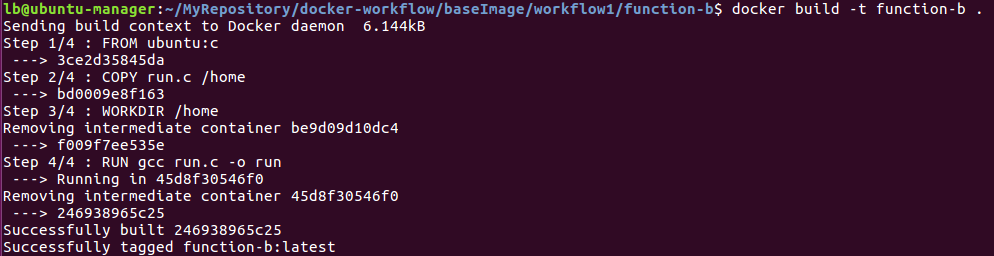 lb@ubuntu-manager:~/MyRepository/docker-workflow/baseImage/workflow1/function-b$ docker build -t function-b .
Sending build context to Docker daemon  6.144kB
Step 1/4 : FROM ubuntu:c
 ---> 3ce2d35845da
Step 2/4 : COPY run.c /home
 ---> bd0009e8f163
Step 3/4 : WORKDIR /home
Removing intermediate container be9d09d10dc4
 ---> f009f7ee535e
Step 4/4 : RUN gcc run.c -o run
 ---> Running in 45d8f30546f0
Removing intermediate container 45d8f30546f0
 ---> 246938965c25
Successfully built 246938965c25
Successfully tagged function-b:latest